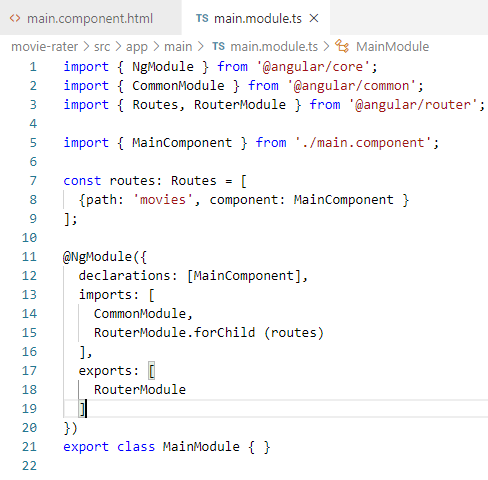 <> main.component.html
TS main.module.ts ×
movie-rater > src > app > main > TS main.module.ts > MainModule
1 import { NgModule } from '@angular/core';
2 import { CommonModule } from '@angular/common';
3 import { Routes, RouterModule } from '@angular/router';
4
5 import { MainComponent } from './main.component';
6
7 const routes: Routes = [
8   {path: 'movies', component: MainComponent }
9 ];
10
11 @NgModule({
12   declarations: [MainComponent],
13   imports: [
14     CommonModule,
15     RouterModule.forChild (routes)
16   ],
17   exports: [
18     RouterModule
19   ]
20 })
21 export class MainModule { }
22